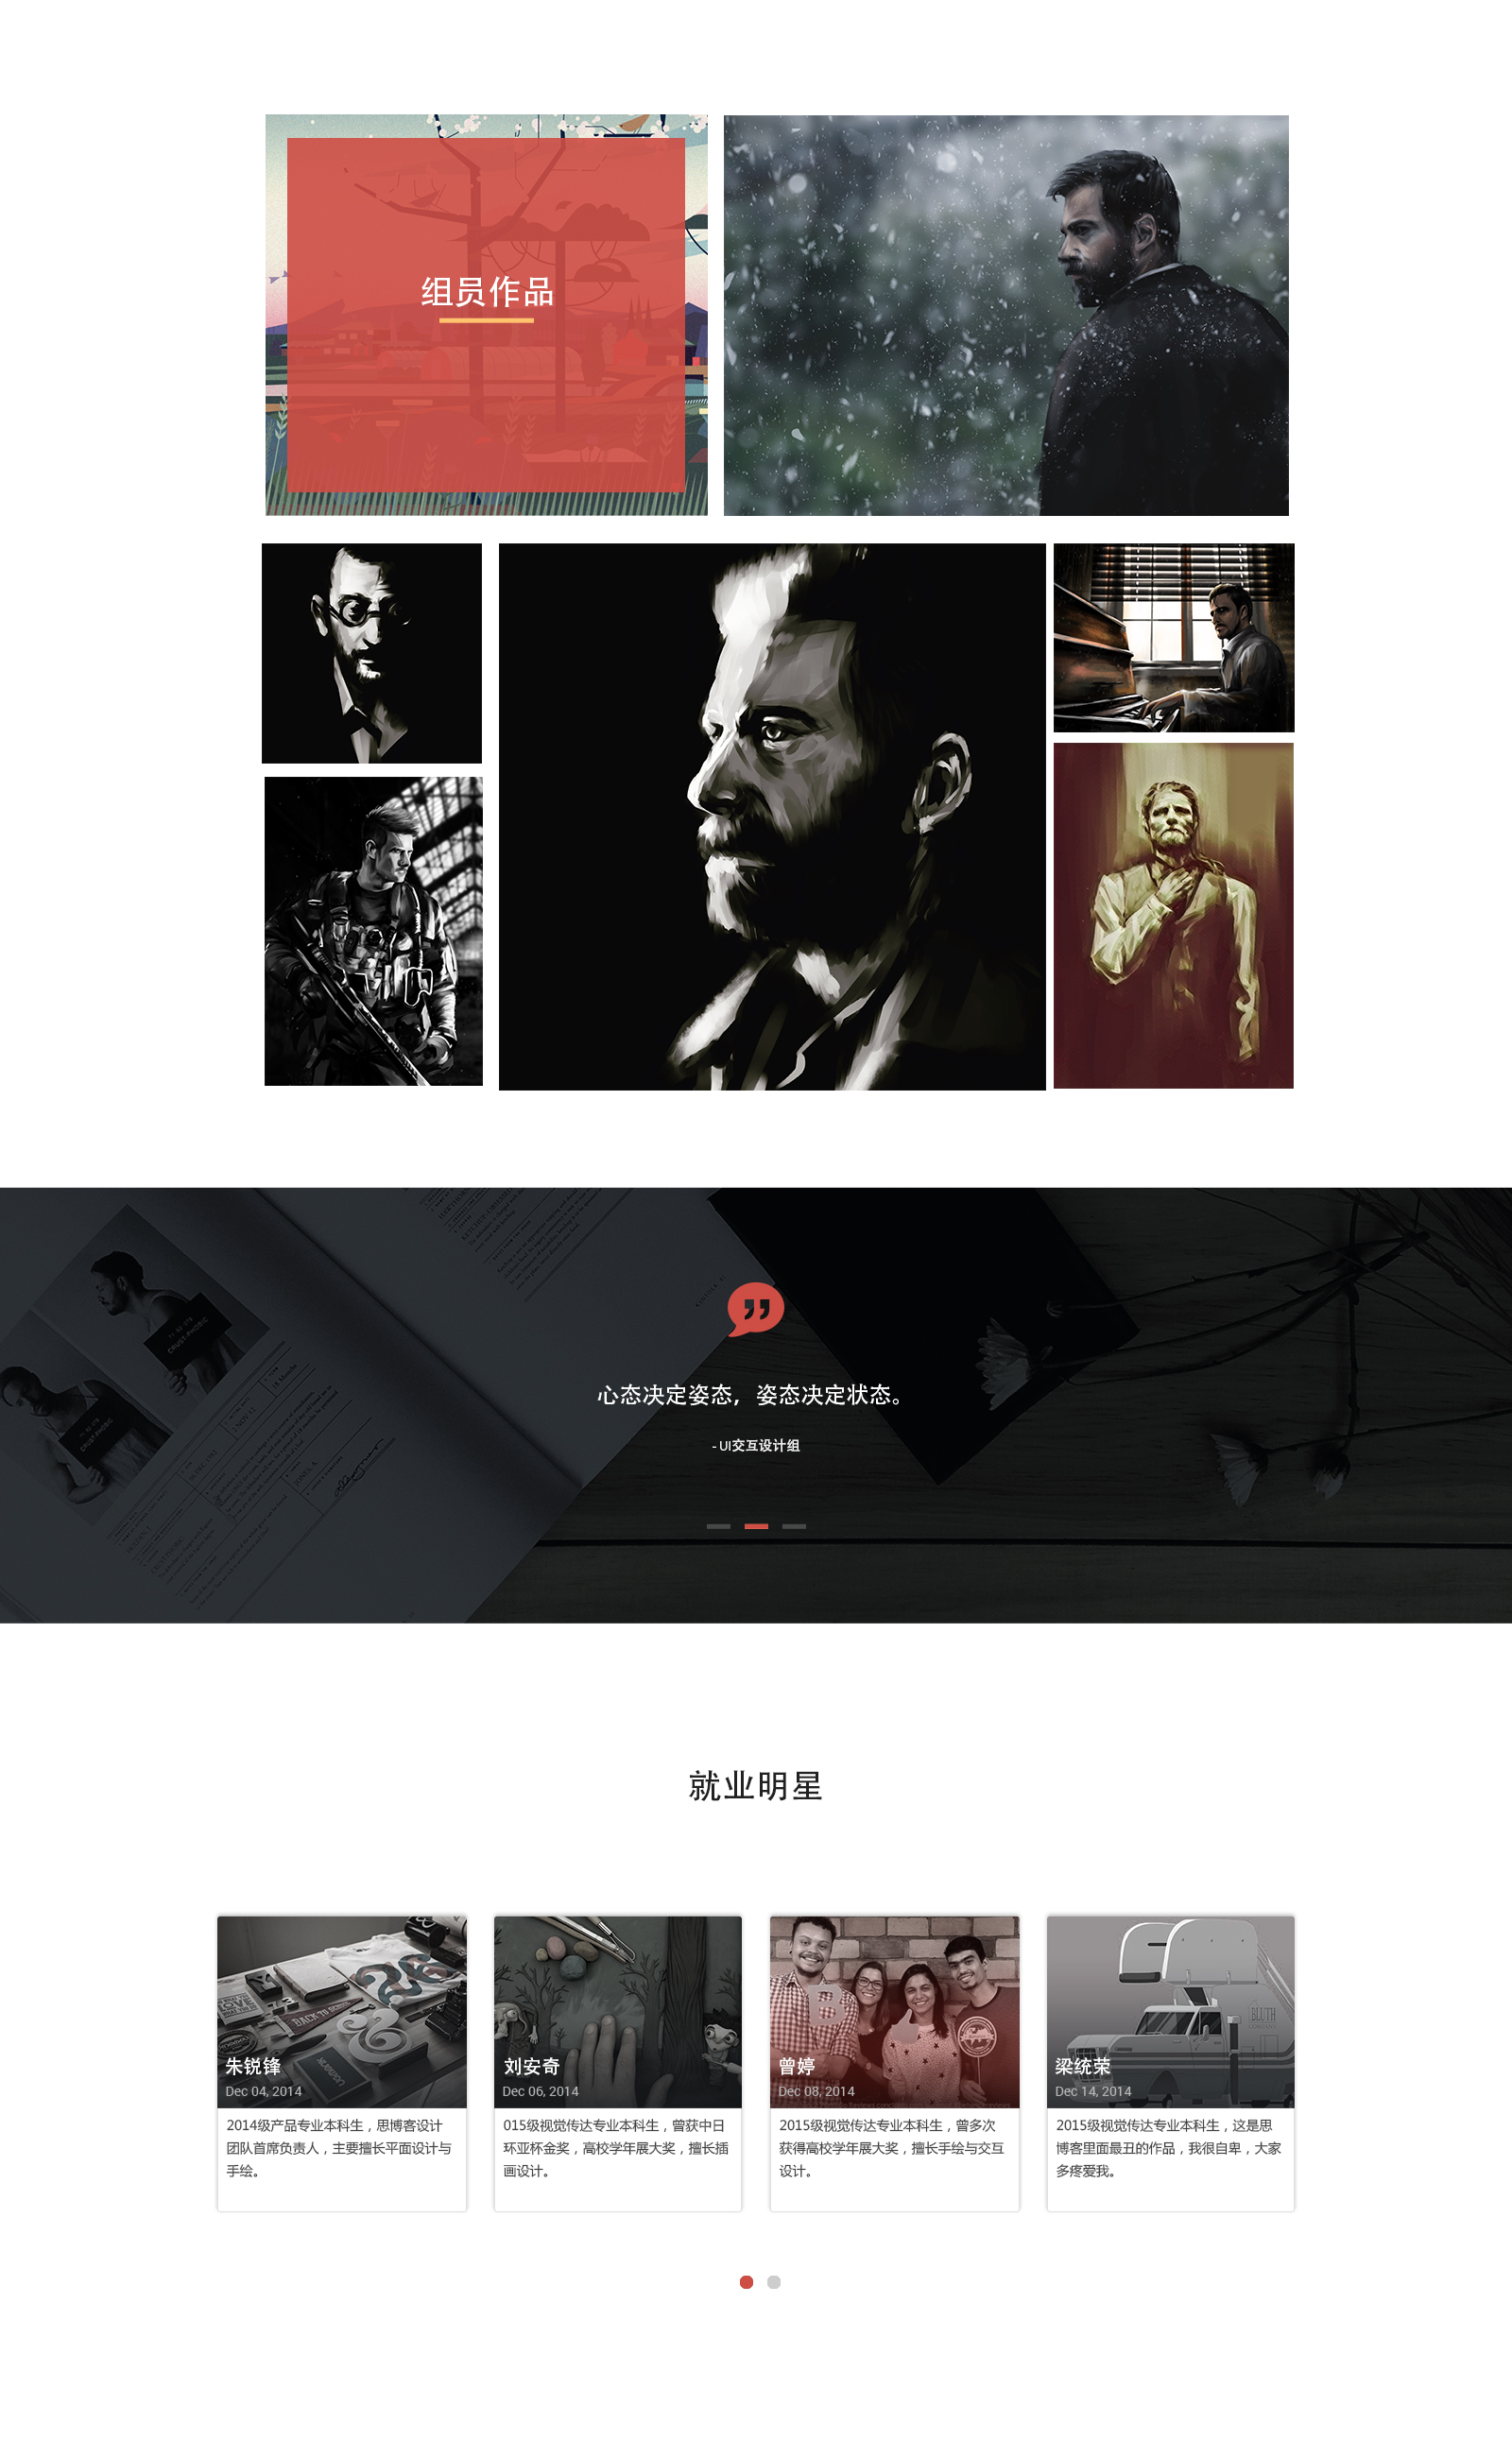 组员作品
心态决定姿态，姿态决定状态。
- UI交互设计组
就业明星
BACK TO SCHOOL
B
BLUTH
COMPANY
朱锐锋
Dec 04, 2014
2014级产品专业本科生，思博客设计
团队首席负责人，主要擅长平面设计与
手绘。
刘安奇
Dec 06, 2014
015级视觉传达专业本科生，曾获中日
环亚杯金奖，高校学年展大奖，擅长插
画设计。
曾婷
Dec 08, 2014
2015级视觉传达专业本科生，曾多次
获得高校学年展大奖，擅长手绘与交互
设计。
梁统荣
Dec 14, 2014
2015级视觉传达专业本科生，这是思
博客里面最丑的作品，我很自卑，大家
多疼爱我。